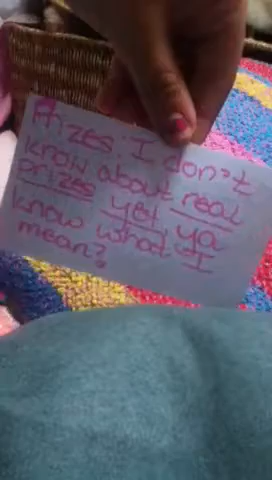 Prizes: I don't
know about real
prizes yet, ya
know what I
mean?